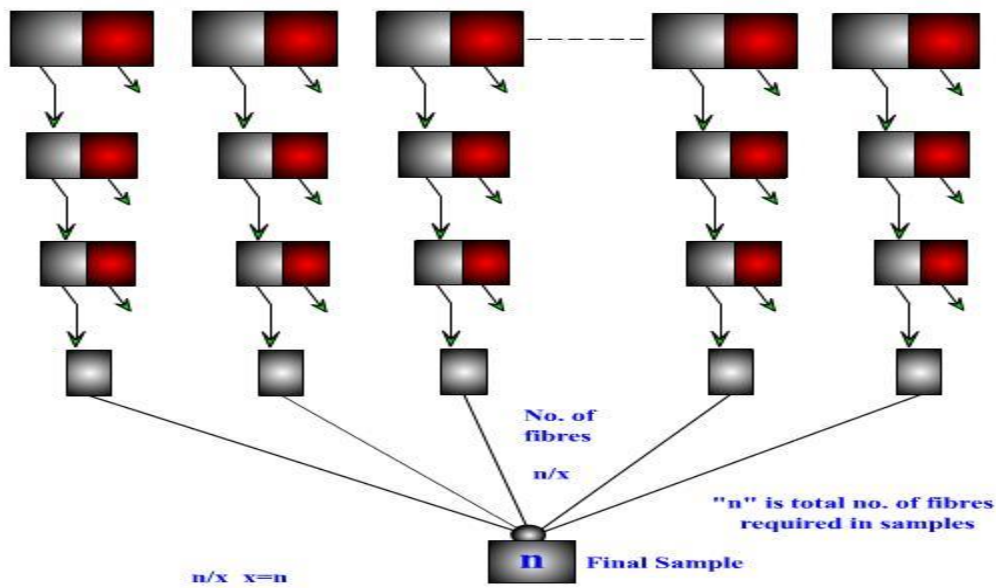 No. of
fibres
n/x
"n" is total no. of fibres
required in samples
n Final Sample
n/x x=n